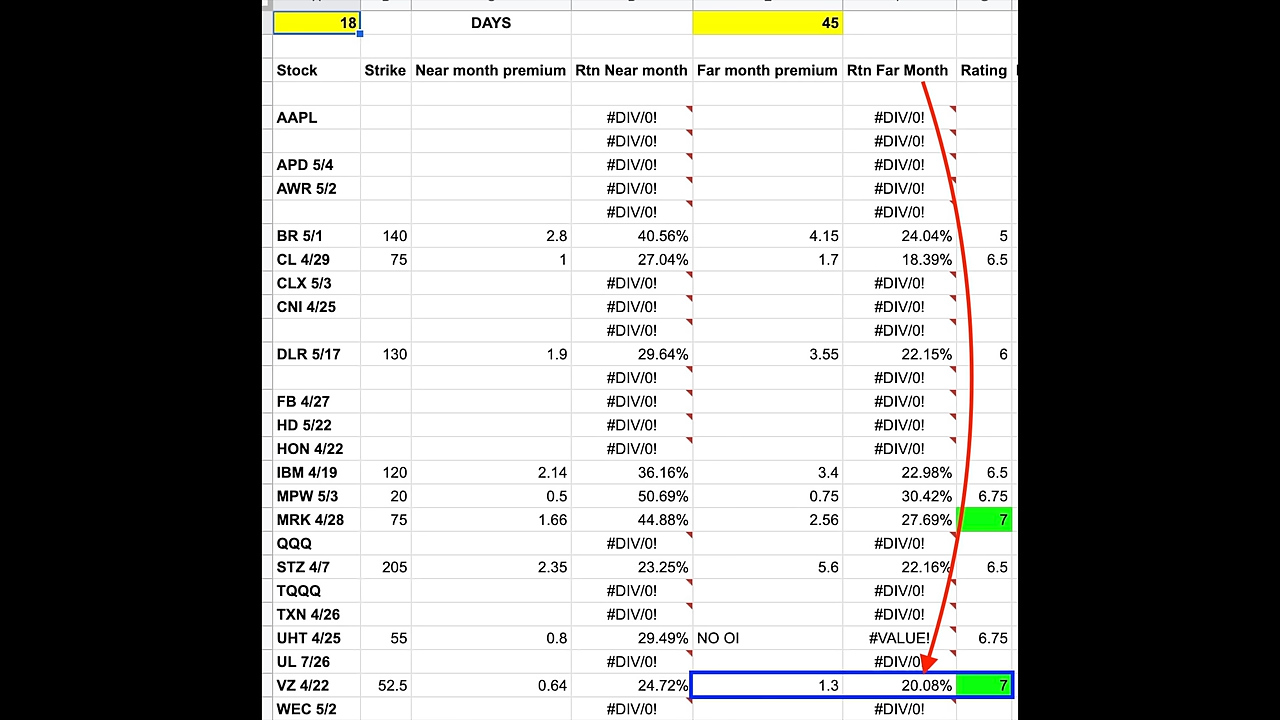 18 DAYS 45
Stock Strike Near month premium Rtn Near month Far month premium Rtn Far Month Rating
AAPL #DIV/0! #DIV/0!
#DIV/0! #DIV/0!
APD 5/4 #DIV/0! #DIV/0!
AWR 5/2 #DIV/0! #DIV/0!
#DIV/0! #DIV/0!
BR 5/1 140 2.8 40.56% 4.15 24.04% 5
CL 4/29 75 1 27.04% 1.7 18.39% 6.5
CLX 5/3 #DIV/0! #DIV/0!
CNI 4/25 #DIV/0! #DIV/0!
#DIV/0! #DIV/0!
DLR 5/17 130 1.9 29.64% 3.55 22.15% 6
#DIV/0! #DIV/0!
FB 4/27 #DIV/0! #DIV/0!
HD 5/22 #DIV/0! #DIV/0!
HON 4/22 #DIV/0! #DIV/0!
IBM 4/19 120 2.14 36.16% 3.4 22.98% 6.5
MPW 5/3 20 0.5 50.69% 0.75 30.42% 6.75
MRK 4/28 75 1.66 44.88% 2.56 27.69% 7
QQQ #DIV/0! #DIV/0!
STZ 4/7 205 2.35 23.25% 5.6 22.16% 6.5
TQQQ #DIV/0! #DIV/0!
TXN 4/26 #DIV/0! #DIV/0!
UHT 4/25 55 0.8 29.49% NO OI #VALUE! 6.75
UL 7/26 #DIV/0! #DIV/0!
VZ 4/22 52.5 0.64 24.72% 1.3 20.08% 7
WEC 5/2 #DIV/0! #DIV/0!